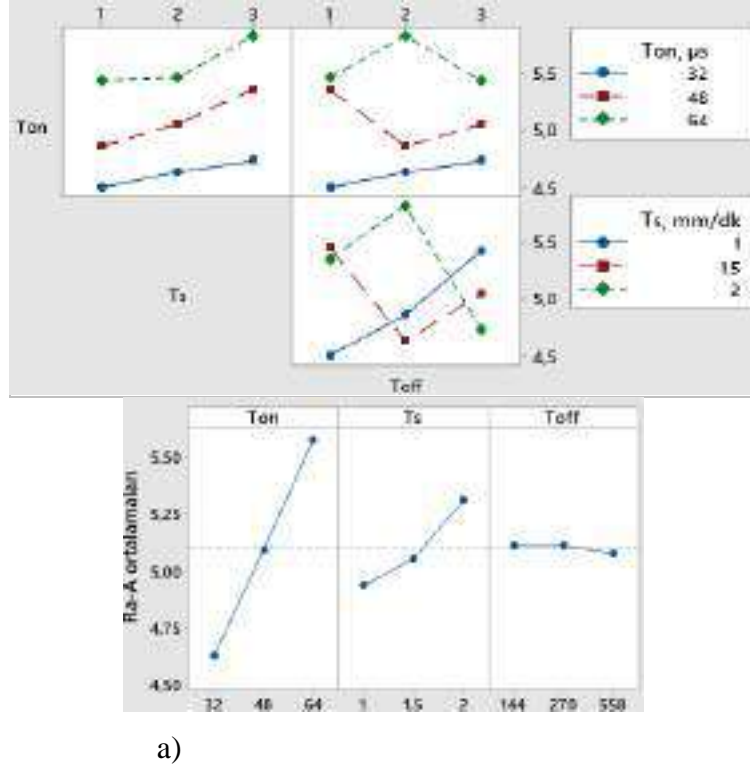 1 2 3 1 2 3
Ton, µs
32
48
64
5,5
5,0
4,5
Ton
Ts, mm/dk
1
15
2
5,5
5,0
4,5
Ts
Toff
Ton Ts Toff
Ra-A ortalamaları
5.50
5.25
5.00
4.75
4.50
32 48 64 1 1.5 2 144 270 558
a)